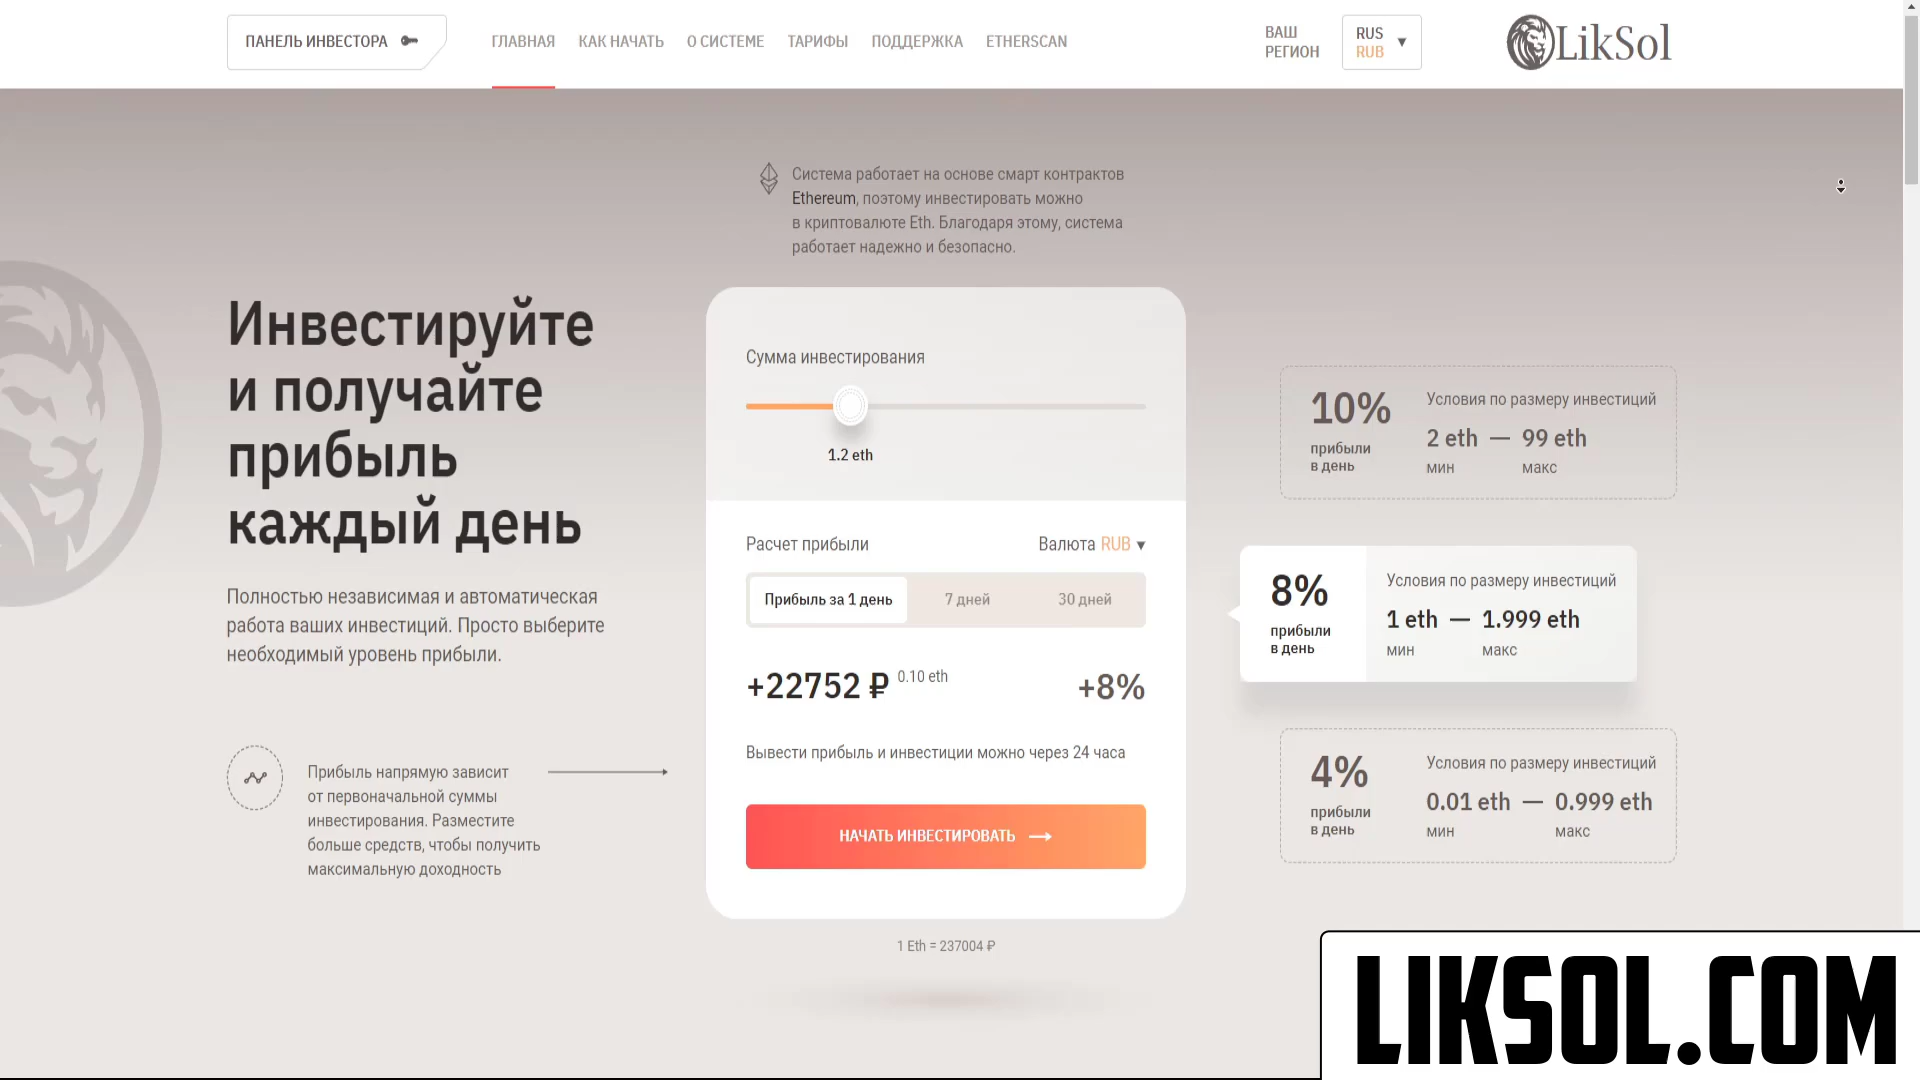 ПАНЕЛЬ ИНВЕСТОРА
ГЛАВНАЯ
КАК НАЧАТЬ
О СИСТЕМЕ
ТАРИФЫ
ПОДДЕРЖКА
ETHERSCAN
ВАШ
РЕГИОН
RUS
RUB
LikSol
Система работает на основе смарт контрактов
Ethereum, поэтому инвестировать можно
в криптовалюте Eth. Благодаря этому, система
работает надежно и безопасно.
Инвестируйте
и получайте
прибыль
каждый день
Полностью независимая и автоматическая
работа ваших инвестиций. Просто выберите
необходимый уровень прибыли.
Прибыль напрямую зависит
от первоначальной суммы
инвестирования. Разместите
больше средств, чтобы получить
максимальную доходность
Сумма инвестирования
1.2 eth
Расчет прибыли
Валюта RUB ▼
Прибыль за 1 день
7 дней
30 дней
+22752 ₽ 0.10 eth
+8%
Вывести прибыль и инвестиции можно через 24 часа
НАЧАТЬ ИНВЕСТИРОВАТЬ
1 Eth = 237004 ₽
10%
прибыли
в день
Условия по размеру инвестиций
2 eth — 99 eth
мин макс
8%
прибыли
в день
Условия по размеру инвестиций
1 eth — 1.999 eth
мин макс
4%
прибыли
в день
Условия по размеру инвестиций
0.01 eth — 0.999 eth
мин макс
LIKSOL.COM